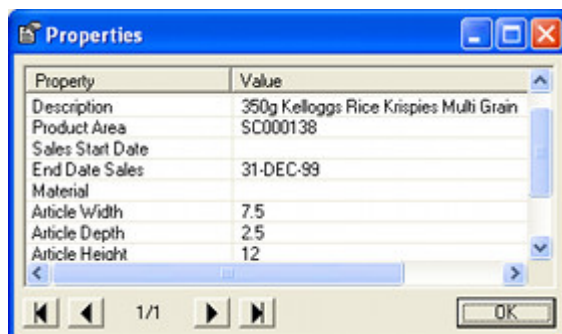 Properties
Property Value
Description 350g Kelloggs Rice Krispies Multi Grain
Product Area SC000138
Sales Start Date
End Date Sales 31-DEC-99
Material
Article Width 7.5
Article Depth 2.5
Article Height 12
1/1 OK